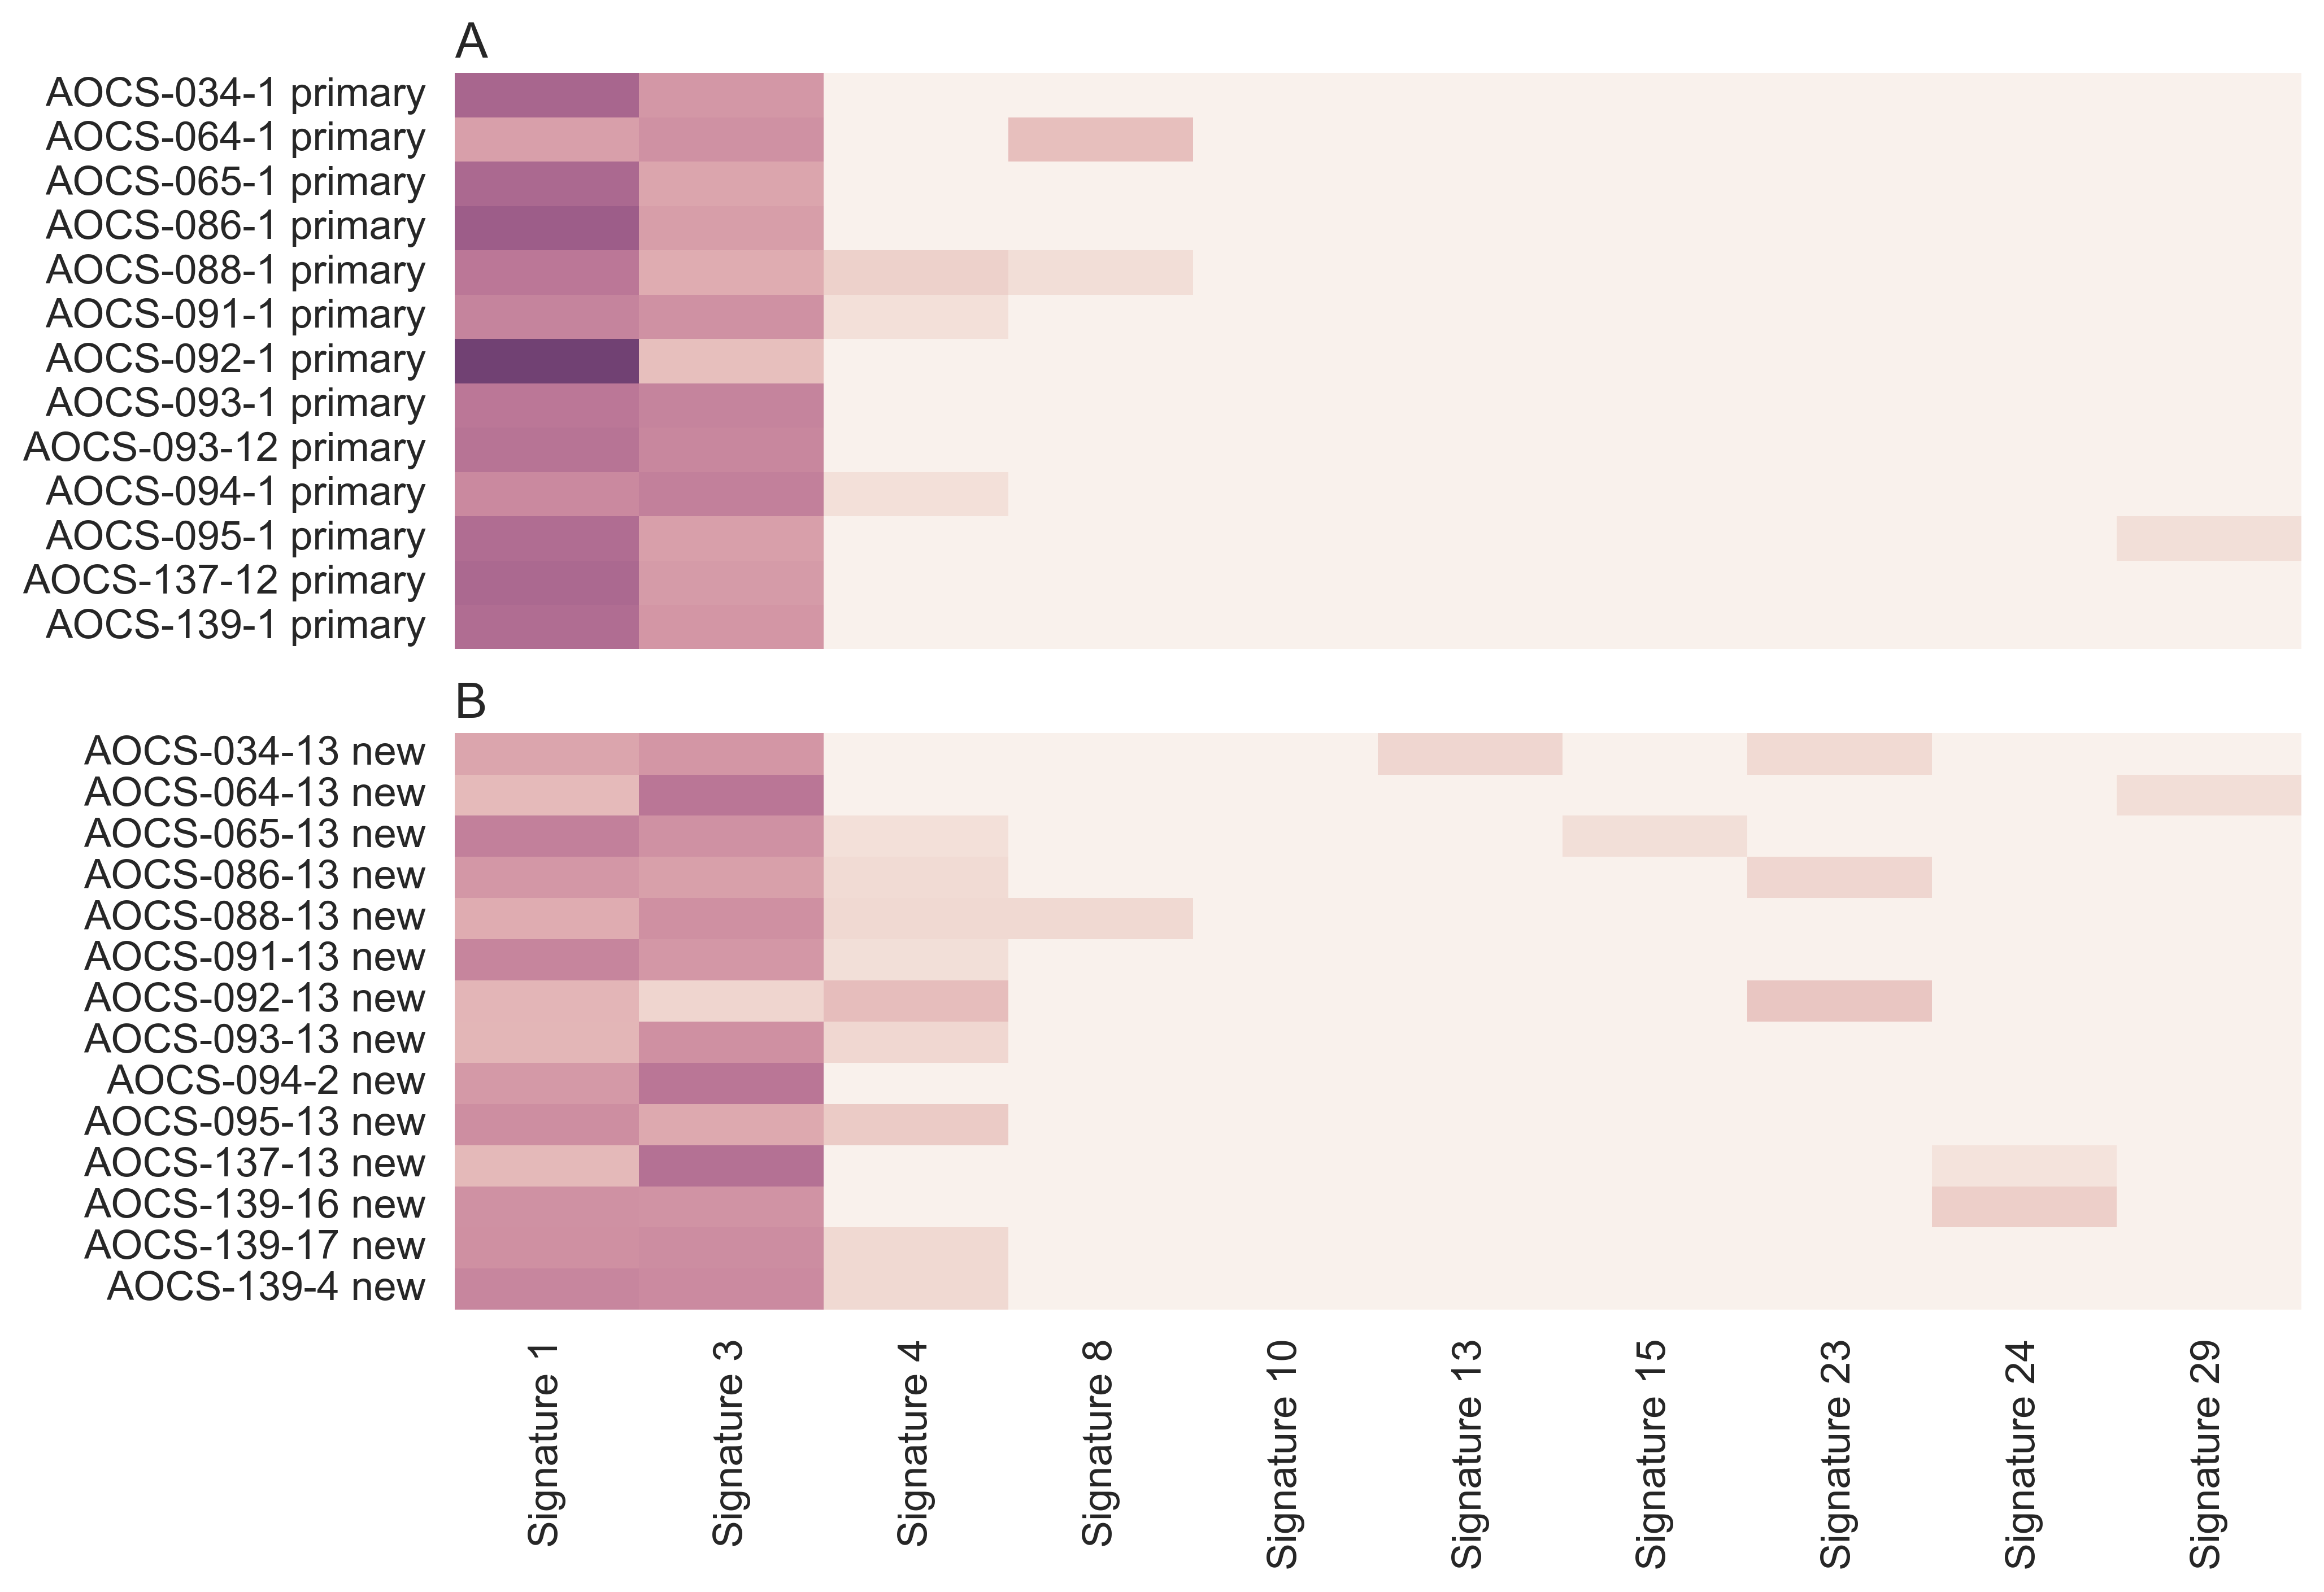 A
AOCS-034-1 primary
AOCS-064-1 primary
AOCS-065-1 primary
AOCS-086-1 primary
AOCS-088-1 primary
AOCS-091-1 primary
AOCS-092-1 primary
AOCS-093-1 primary
AOCS-093-12 primary
AOCS-094-1 primary
AOCS-095-1 primary
AOCS-137-12 primary
AOCS-139-1 primary
B
AOCS-034-13 new
AOCS-064-13 new
AOCS-065-13 new
AOCS-086-13 new
AOCS-088-13 new
AOCS-091-13 new
AOCS-092-13 new
AOCS-093-13 new
AOCS-094-2 new
AOCS-095-13 new
AOCS-137-13 new
AOCS-139-16 new
AOCS-139-17 new
AOCS-139-4 new
Signature 1
Signature 3
Signature 4
Signature 8
Signature 10
Signature 13
Signature 15
Signature 23
Signature 24
Signature 29